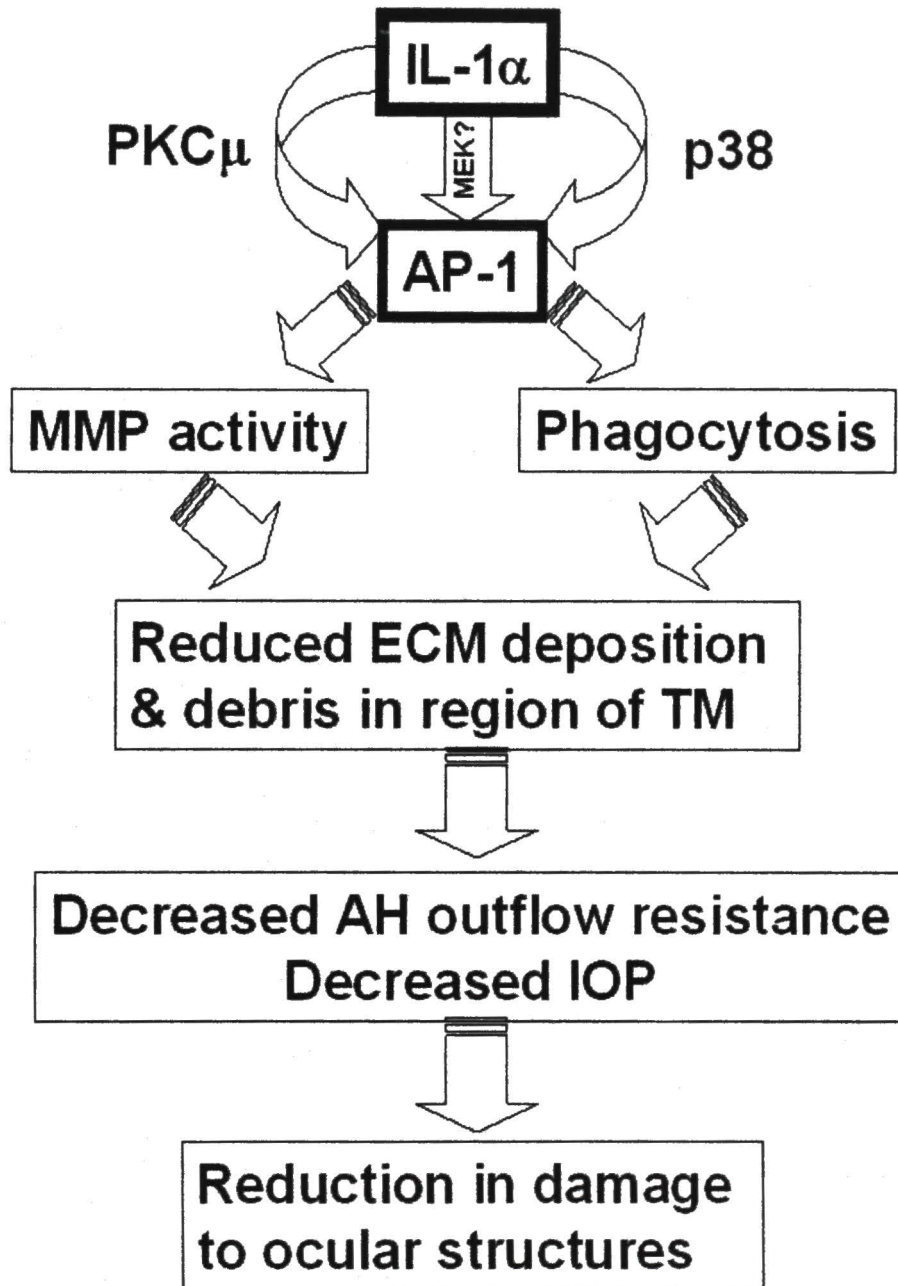 IL-1α
PKCμ
MEK?
p38
AP-1
MMP activity
Phagocytosis
Reduced ECM deposition
& debris in region of TM
Decreased AH outflow resistance
Decreased IOP
Reduction in damage
to ocular structures